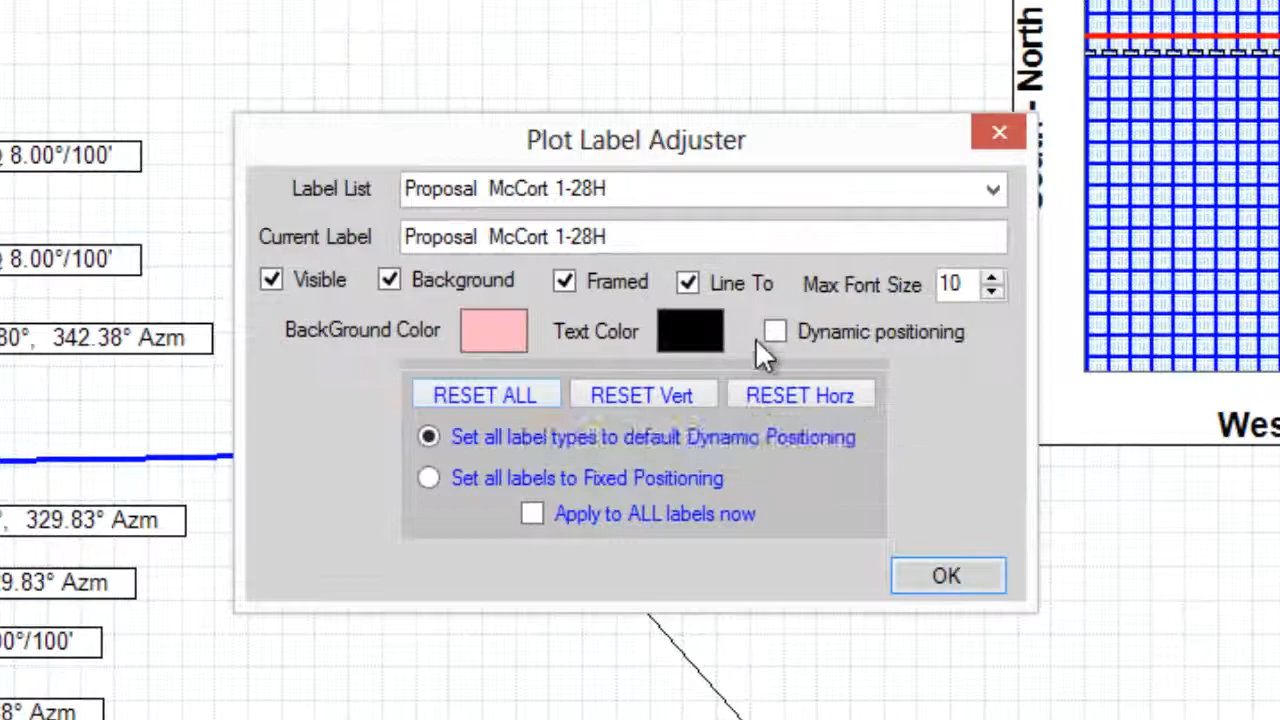 - North
@ 8.00°/100'
Plot Label Adjuster
Label List
Proposal McCort 1-28H
Current Label
Proposal McCort 1-28H
@ 8.00°/100'
Visible
Background
Framed
Line To
Max Font Size
10
80°, 342.38° Azm
BackGround Color
Text Color
Dynamic positioning
RESET ALL
RESET Vert
RESET Horz
Wes
Set all label types to default Dynamic Positioning
Set all labels to Fixed Positioning
°, 329.83° Azm
Apply to ALL labels now
9.83° Azm
OK
00°/100'
8° Azm